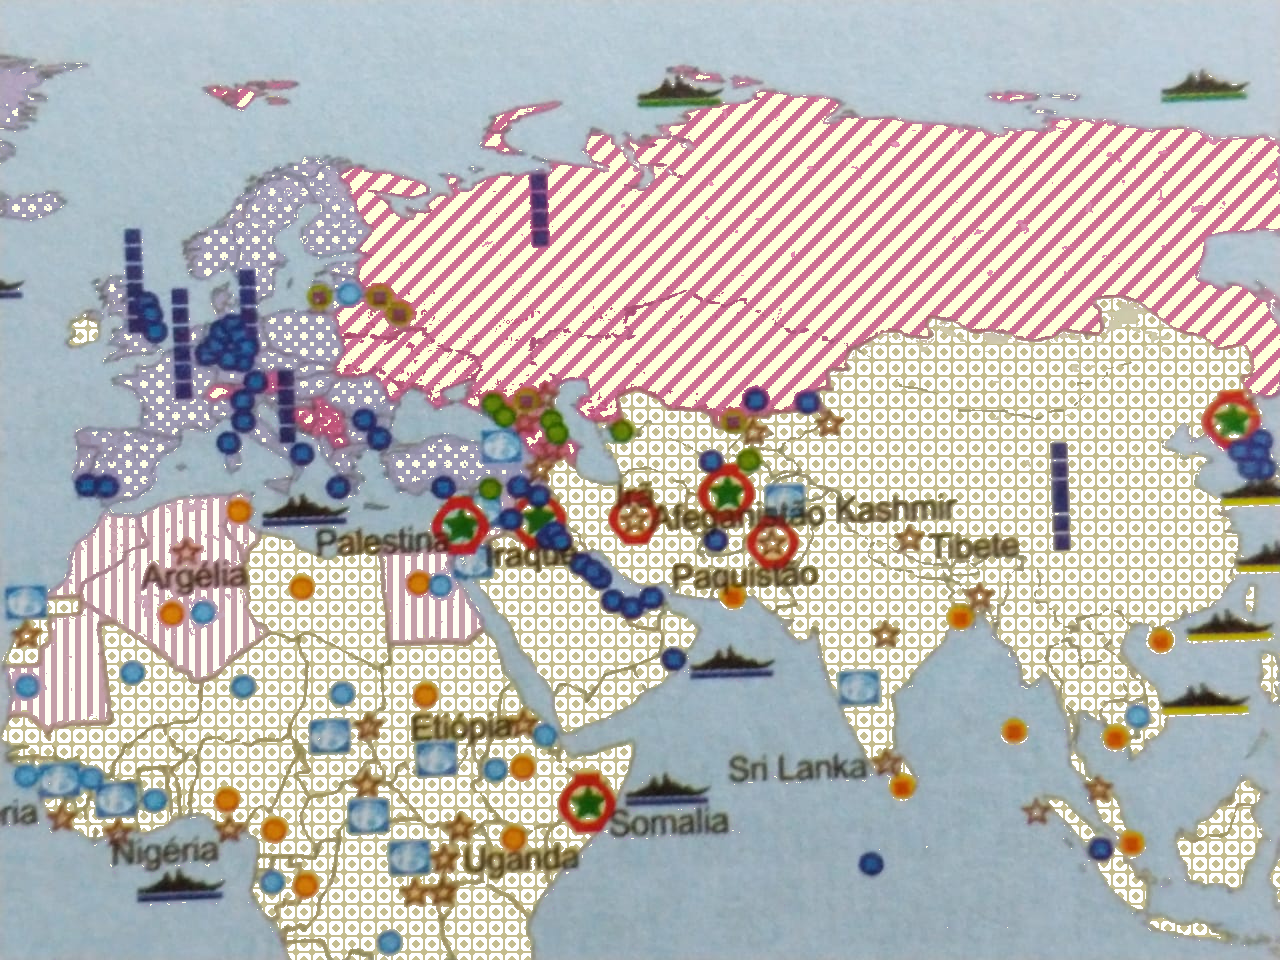 Irã
Afeganistão
Kashmir
Palestina
Iraque
Tibete
Argélia
Paquistão
Etiópia
Sri Lanka
ria
Somalia
Nigéria
Uganda